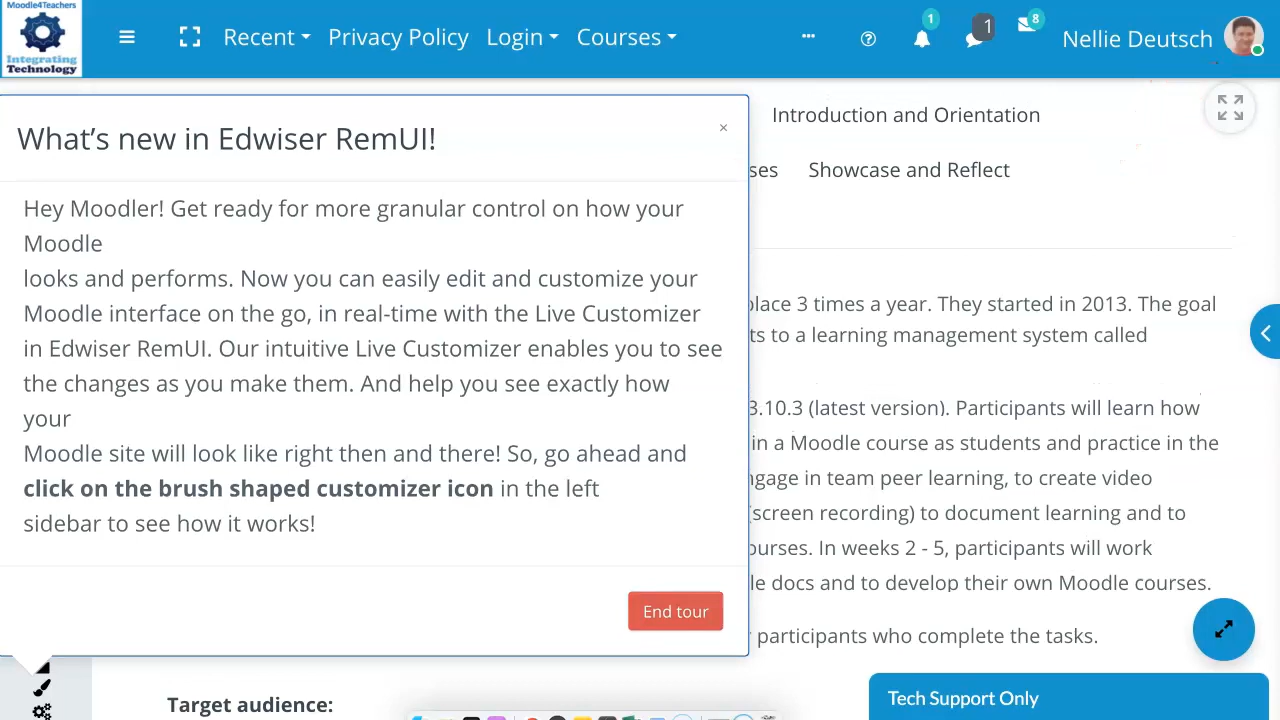 Moodle4Teachers
Integrating
Technology
Recent
Privacy Policy
Login
Courses
1
1
8
Nellie Deutsch
What's new in Edwiser RemUI!
×
Hey Moodler! Get ready for more granular control on how your
Moodle
looks and performs. Now you can easily edit and customize your
Moodle interface on the go, in real-time with the Live Customizer
in Edwiser RemUI. Our intuitive Live Customizer enables you to see
the changes as you make them. And help you see exactly how
your
Moodle site will look like right then and there! So, go ahead and
click on the brush shaped customizer icon in the left
sidebar to see how it works!
End tour
Introduction and Orientation
Showcase and Reflect
3 times a year. They started in 2013. The goal
to a learning management system called
3.10.3 (latest version). Participants will learn how
in a Moodle course as students and practice in the
in team peer learning, to create video
(screen recording) to document learning and to
In weeks 2 - 5, participants will work
docs and to develop their own Moodle courses.
participants who complete the tasks.
Target audience:
Tech Support Only